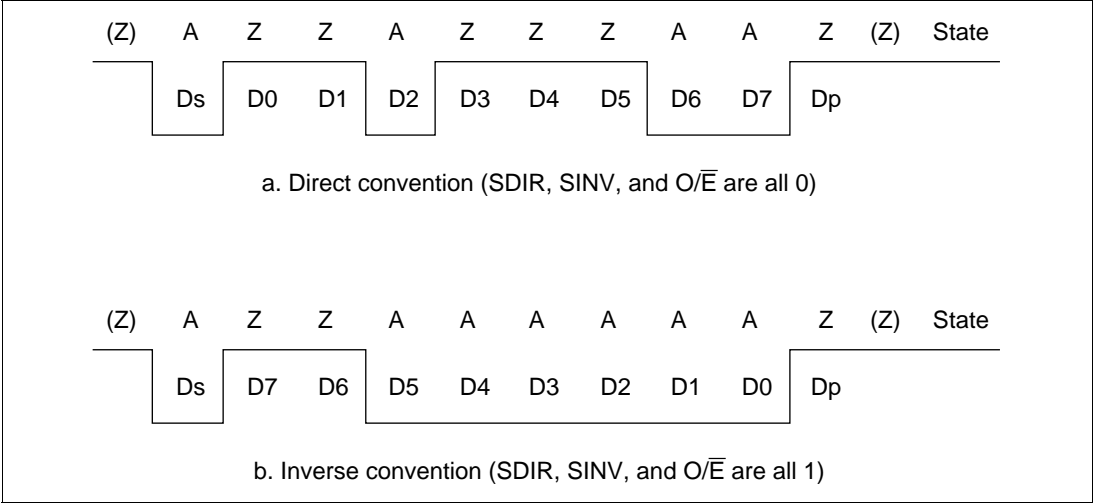 (Z) A Z Z A Z Z Z A A Z (Z) State
Ds D0 D1 D2 D3 D4 D5 D6 D7 Dp
a. Direct convention (SDIR, SINV, and O/E̅ are all 0)
(Z) A Z Z A A A A A A Z (Z) State
Ds D7 D6 D5 D4 D3 D2 D1 D0 Dp
b. Inverse convention (SDIR, SINV, and O/E̅ are all 1)